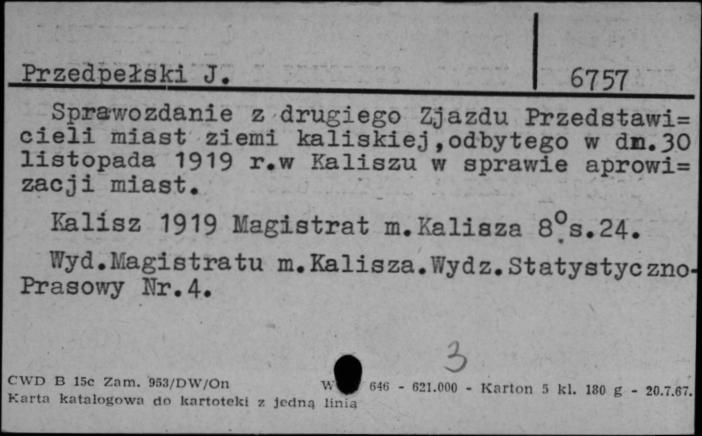 Przedpełski J.
6757
Sprawozdanie z drugiego Zjazdu Przedstawi=
cieli miast ziemi kaliskiej,odbytego w dn.30
listopada 1919 r.w Kaliszu w sprawie aprowi=
zacji miast.
Kalisz 1919 Magistrat m.Kalisza 8°s.24.
Wyd.Magistratu m.Kalisza.Wydz.Statystyczno-
Prasowy Nr.4.
3
CWD B 15c Zam. 953/DW/On 646 - 621.000 - Karton 5 kl. 180 g - 20.7.67.
Karta katalogowa do kartoteki z jedną linią